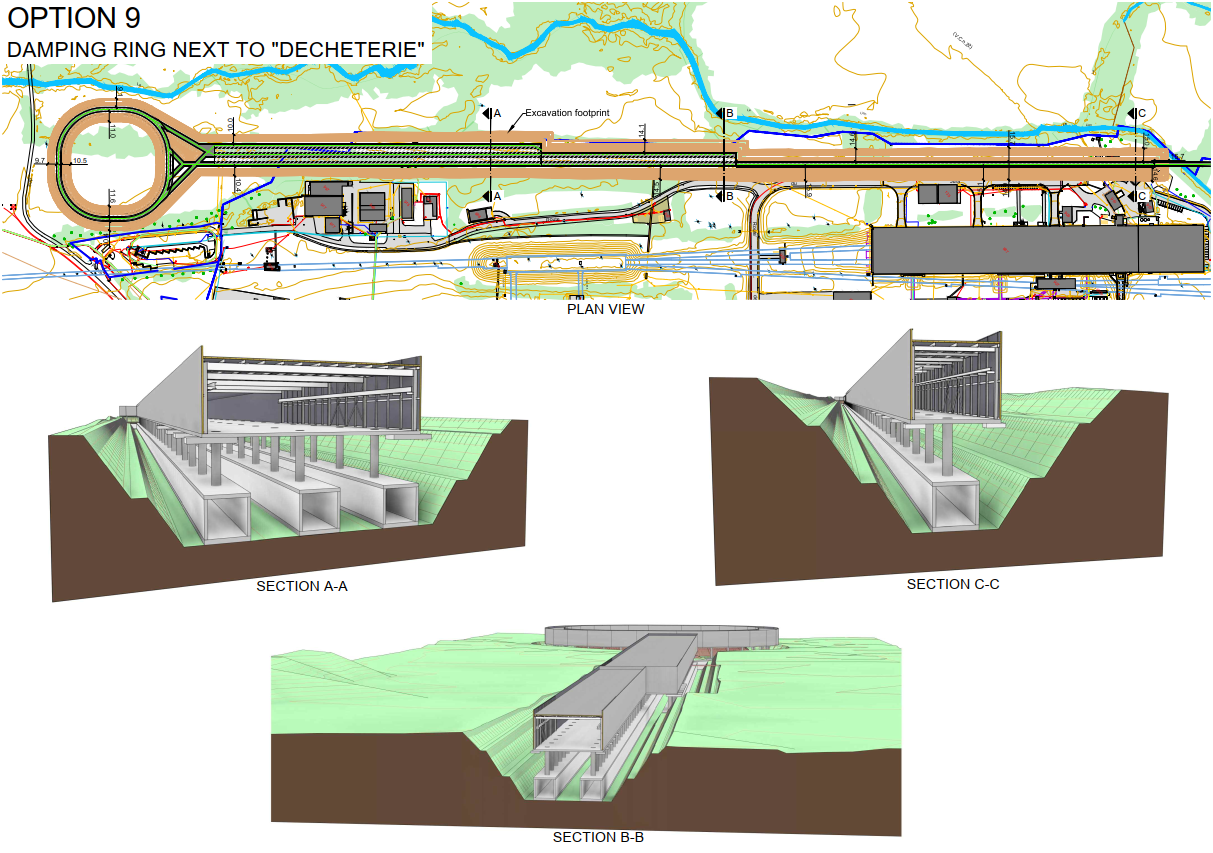 OPTION 9
DAMPING RING NEXT TO "DECHETERIE"
(V.C.n.28)
A
Excavation footprint
B
C
10.0
14.1
11.0
9.7
10.5
10.4
11.6
A
B
C
PLAN VIEW
SECTION A-A
SECTION C-C
SECTION B-B